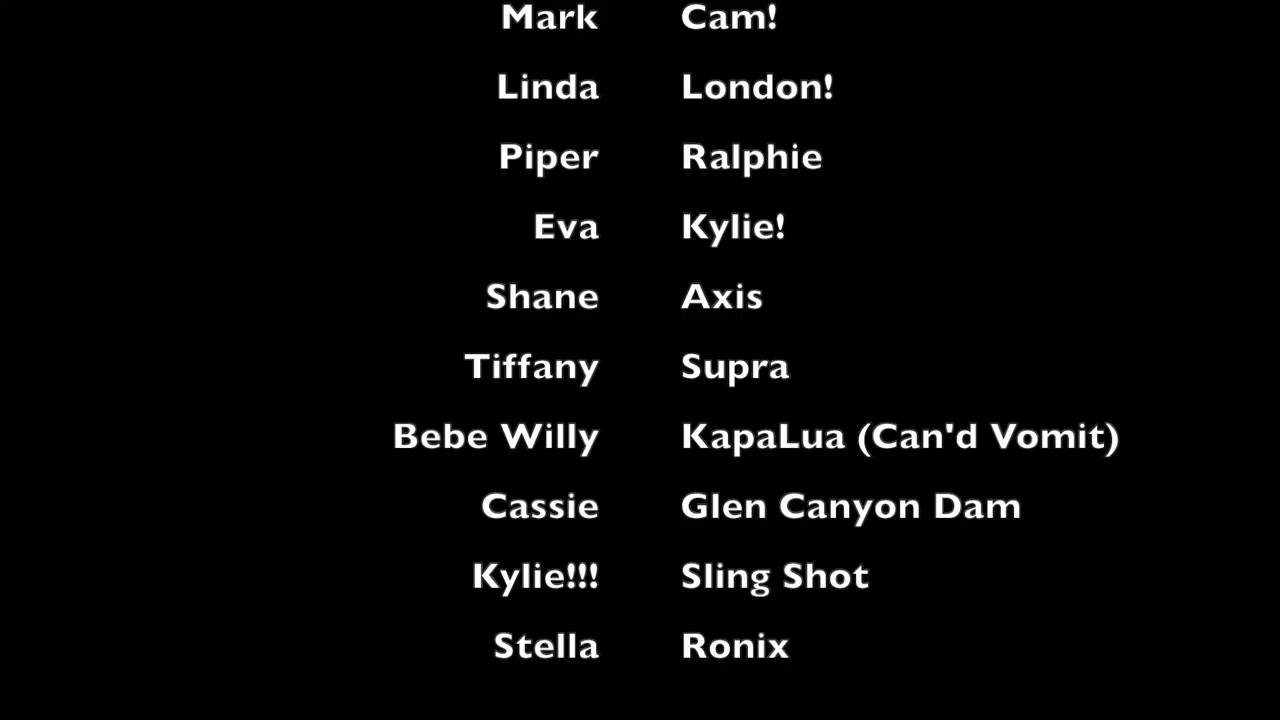 Mark Cam!
Linda London!
Piper Ralphie
Eva Kylie!
Shane Axis
Tiffany Supra
Bebe Willy KapaLua (Can'd Vomit)
Cassie Glen Canyon Dam
Kylie!!! Sling Shot
Stella Ronix